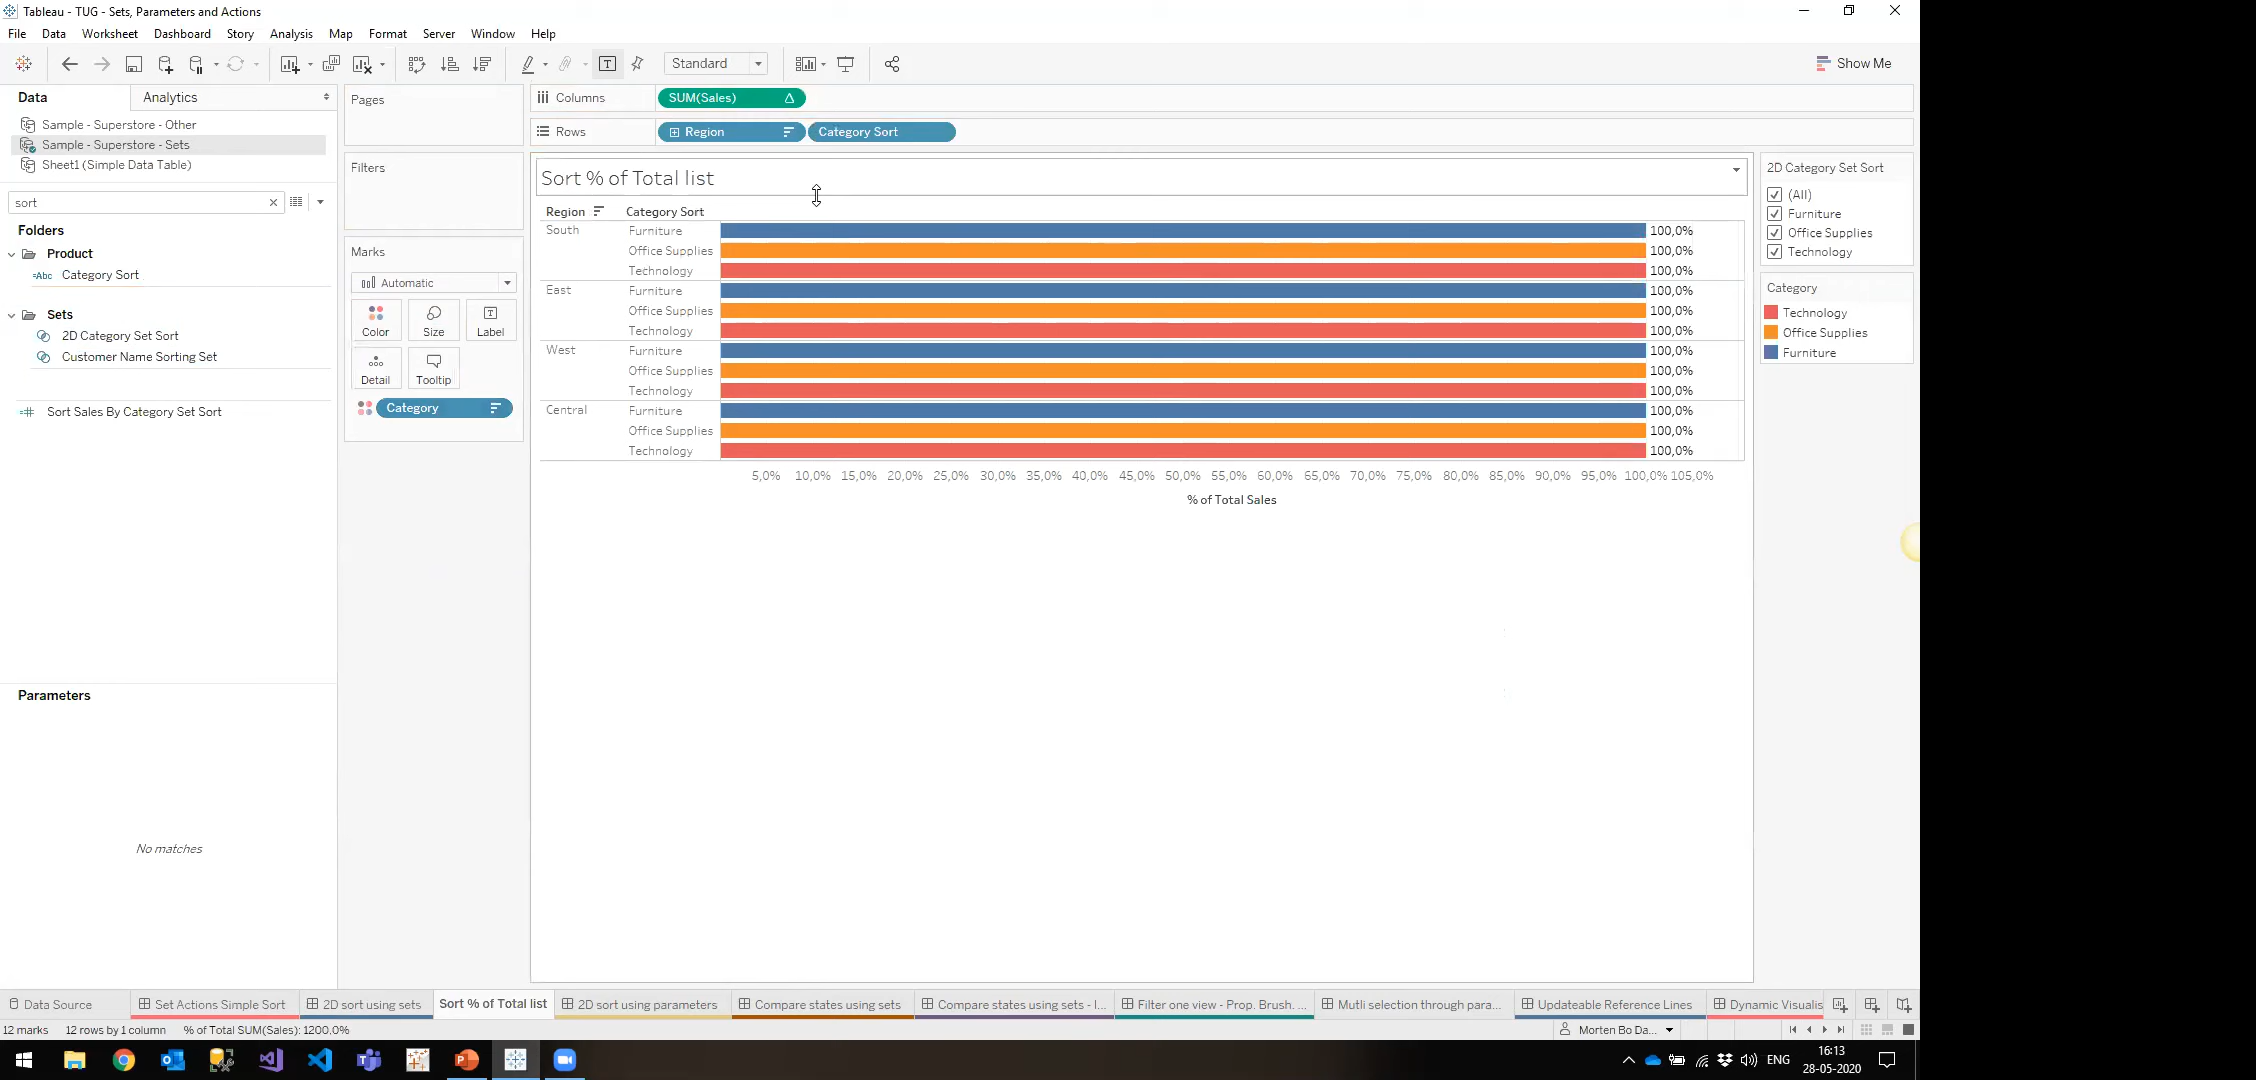 Tableau - TUG - Sets, Parameters and Actions
File Data Worksheet Dashboard Story Analysis Map Format Server Window Help
Standard
Show Me
Data Analytics
Sample - Superstore - Other
Sample - Superstore - Sets
Sheet1 (Simple Data Table)
sort
Folders
Product
Abc Category Sort
Sets
2D Category Set Sort
Customer Name Sorting Set
Sort Sales By Category Set Sort
Parameters
No matches
Pages
Filters
Marks
Automatic
Color Size Label
Detail Tooltip
Category
Columns SUM(Sales)
Rows Region Category Sort
Sort % of Total list
Region Category Sort
South Furniture 100,0%
Office Supplies 100,0%
Technology 100,0%
East Furniture 100,0%
Office Supplies 100,0%
Technology 100,0%
West Furniture 100,0%
Office Supplies 100,0%
Technology 100,0%
Central Furniture 100,0%
Office Supplies 100,0%
Technology 100,0%
5,0% 10,0% 15,0% 20,0% 25,0% 30,0% 35,0% 40,0% 45,0% 50,0% 55,0% 60,0% 65,0% 70,0% 75,0% 80,0% 85,0% 90,0% 95,0% 100,0% 105,0%
% of Total Sales
2D Category Set Sort
(All)
Furniture
Office Supplies
Technology
Category
Technology
Office Supplies
Furniture
Data Source Set Actions Simple Sort 2D sort using sets Sort % of Total list 2D sort using parameters Compare states using sets Compare states using sets - I... Filter one view - Prop. Brush. ... Mutli selection through para... Updateable Reference Lines Dynamic Visualis
12 marks 12 rows by 1 column % of Total SUM(Sales): 1200,0% Morten Bo Da...
ENG
16:13
28-05-2020